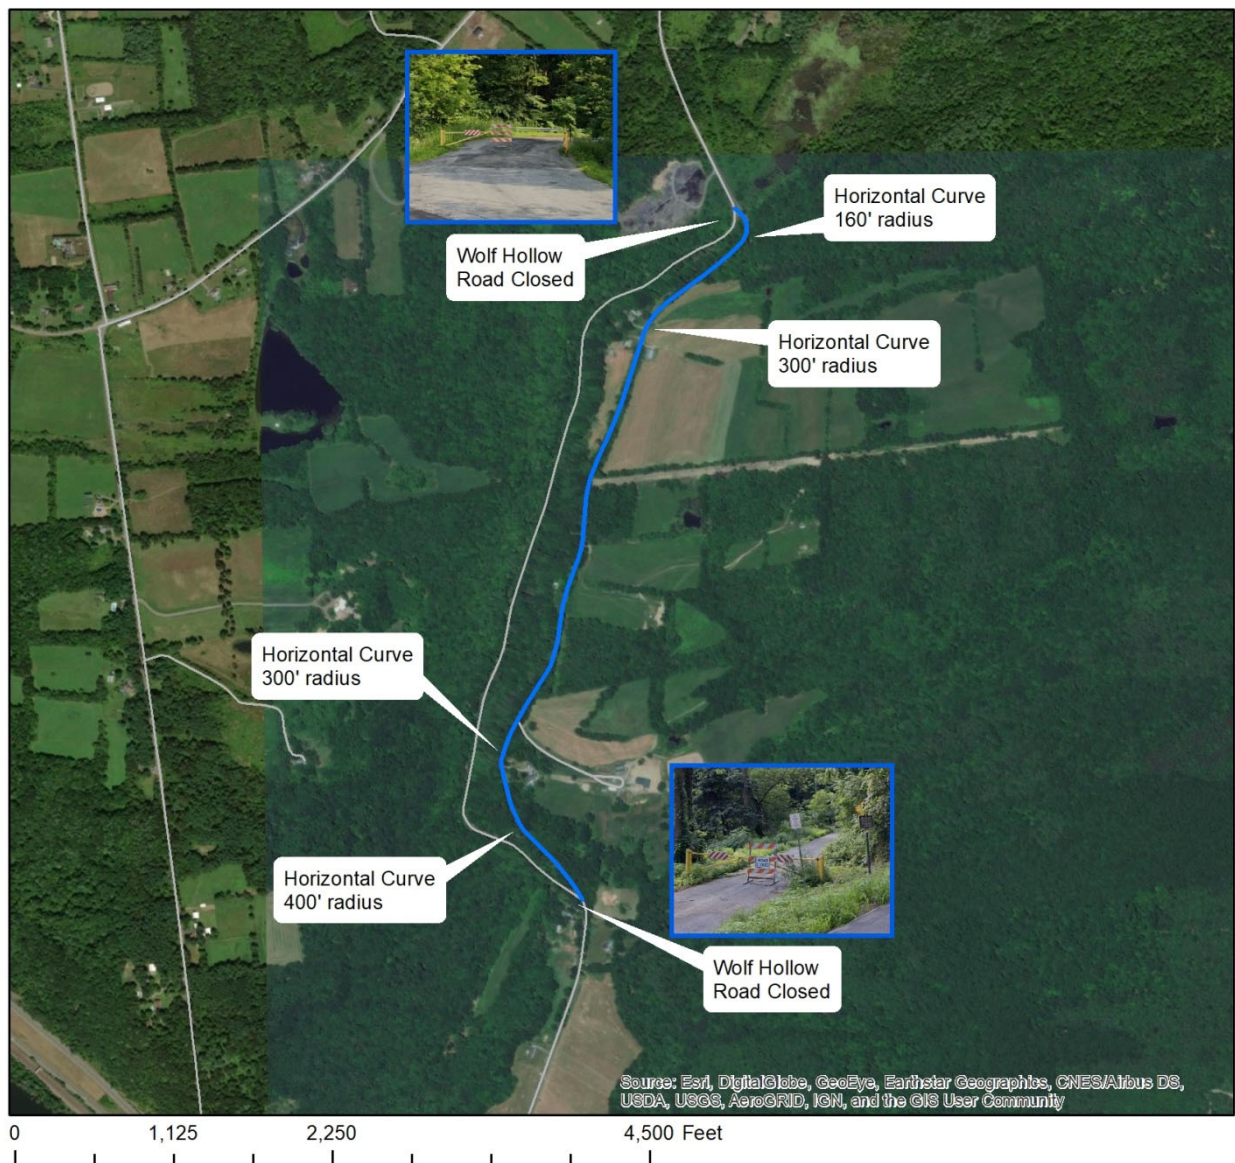 Horizontal Curve
160' radius
Wolf Hollow
Road Closed
Horizontal Curve
300' radius
Horizontal Curve
300' radius
Horizontal Curve
400' radius
Wolf Hollow
Road Closed
Source: Esri, DigitalGlobe, GeoEye, Earthstar Geographics, CNES/Airbus DS,
USDA, USGS, AeroGRID, IGN, and the GIS User Community
0 1,125 2,250 4,500 Feet